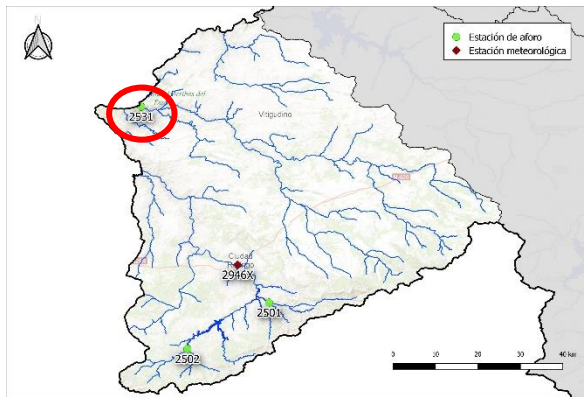 Estación de aforo
Estación meteorológica
2531
Vitigudino
Ciudad
2946X
2501
2502
0 10 20 30 40 km